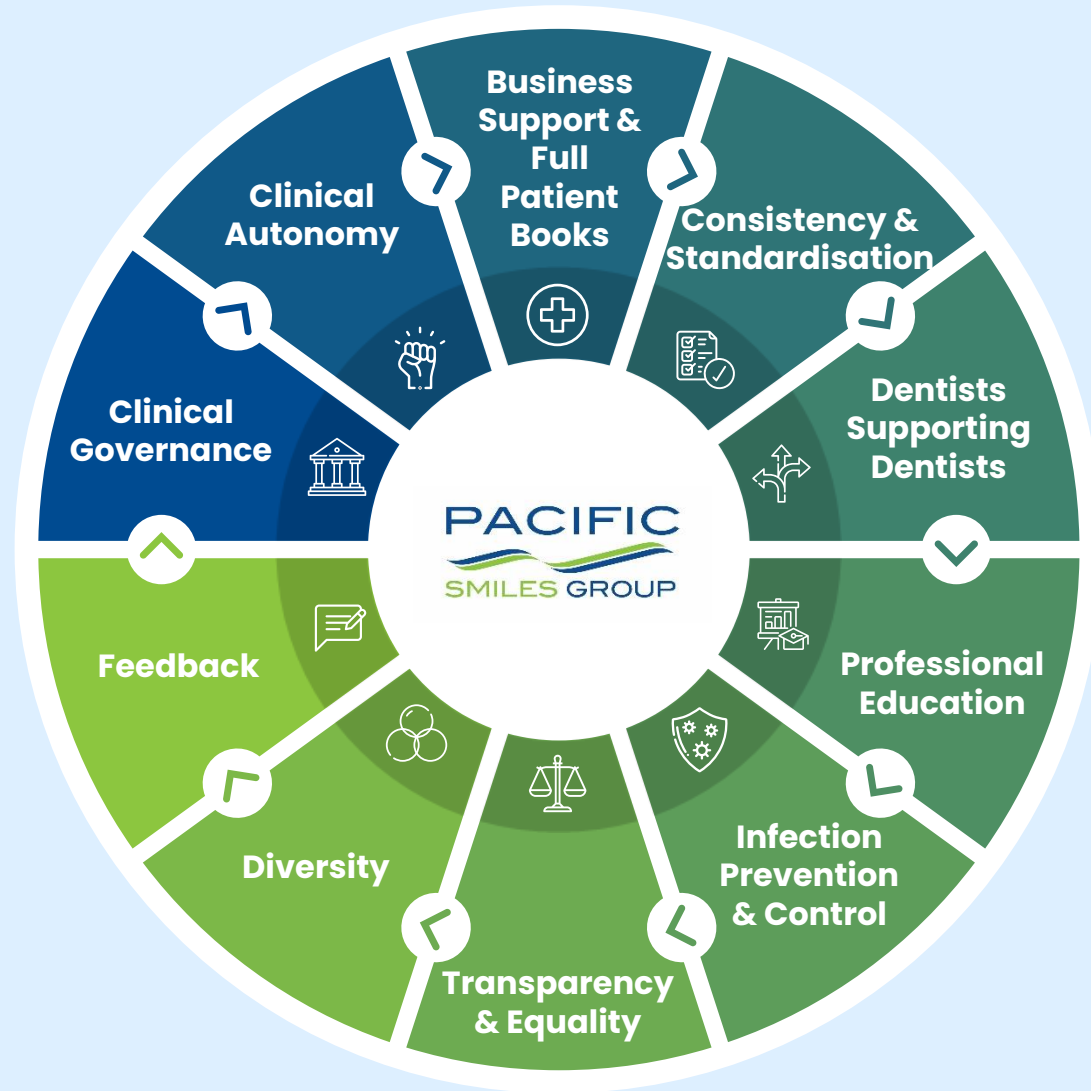 Business
Support &
Full
Patient
Books
Consistency &
Standardisation
Dentists
Supporting
Dentists
Professional
Education
Infection
Prevention
& Control
Transparency
& Equality
Diversity
Feedback
Clinical
Governance
Clinical
Autonomy
PACIFIC
SMILES GROUP